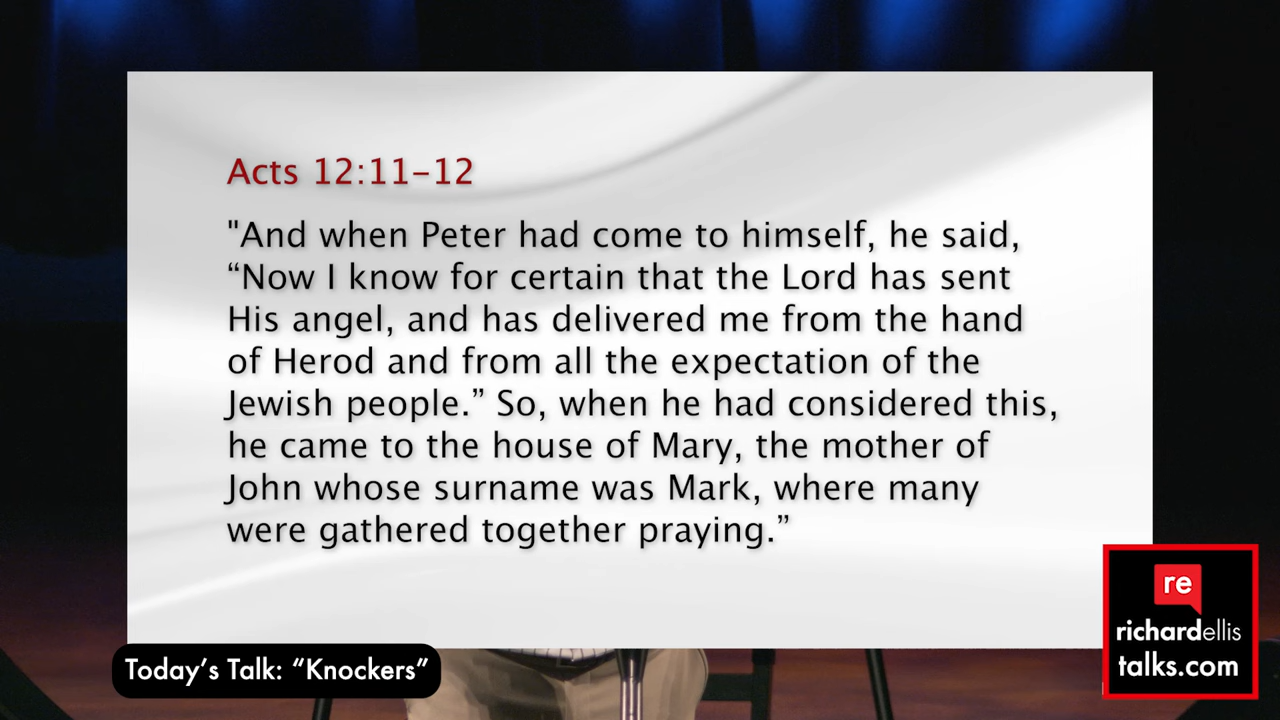 Acts 12:11–12
"And when Peter had come to himself, he said,
“Now I know for certain that the Lord has sent
His angel, and has delivered me from the hand
of Herod and from all the expectation of the
Jewish people.” So, when he had considered this,
he came to the house of Mary, the mother of
John whose surname was Mark, where many
were gathered together praying.”
Today’s Talk: “Knockers”
re
richardellis
talks.com